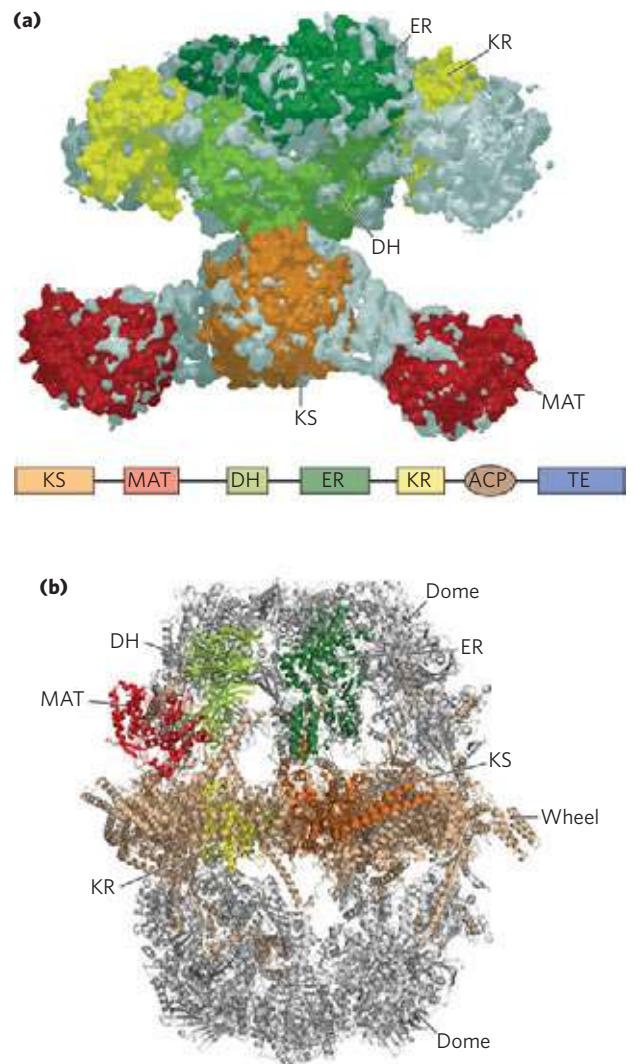 (a)
ER
KR
DH
KS
MAT
KS MAT DH ER KR ACP TE
(b)
Dome
DH
ER
MAT
KS
Wheel
KR
Dome